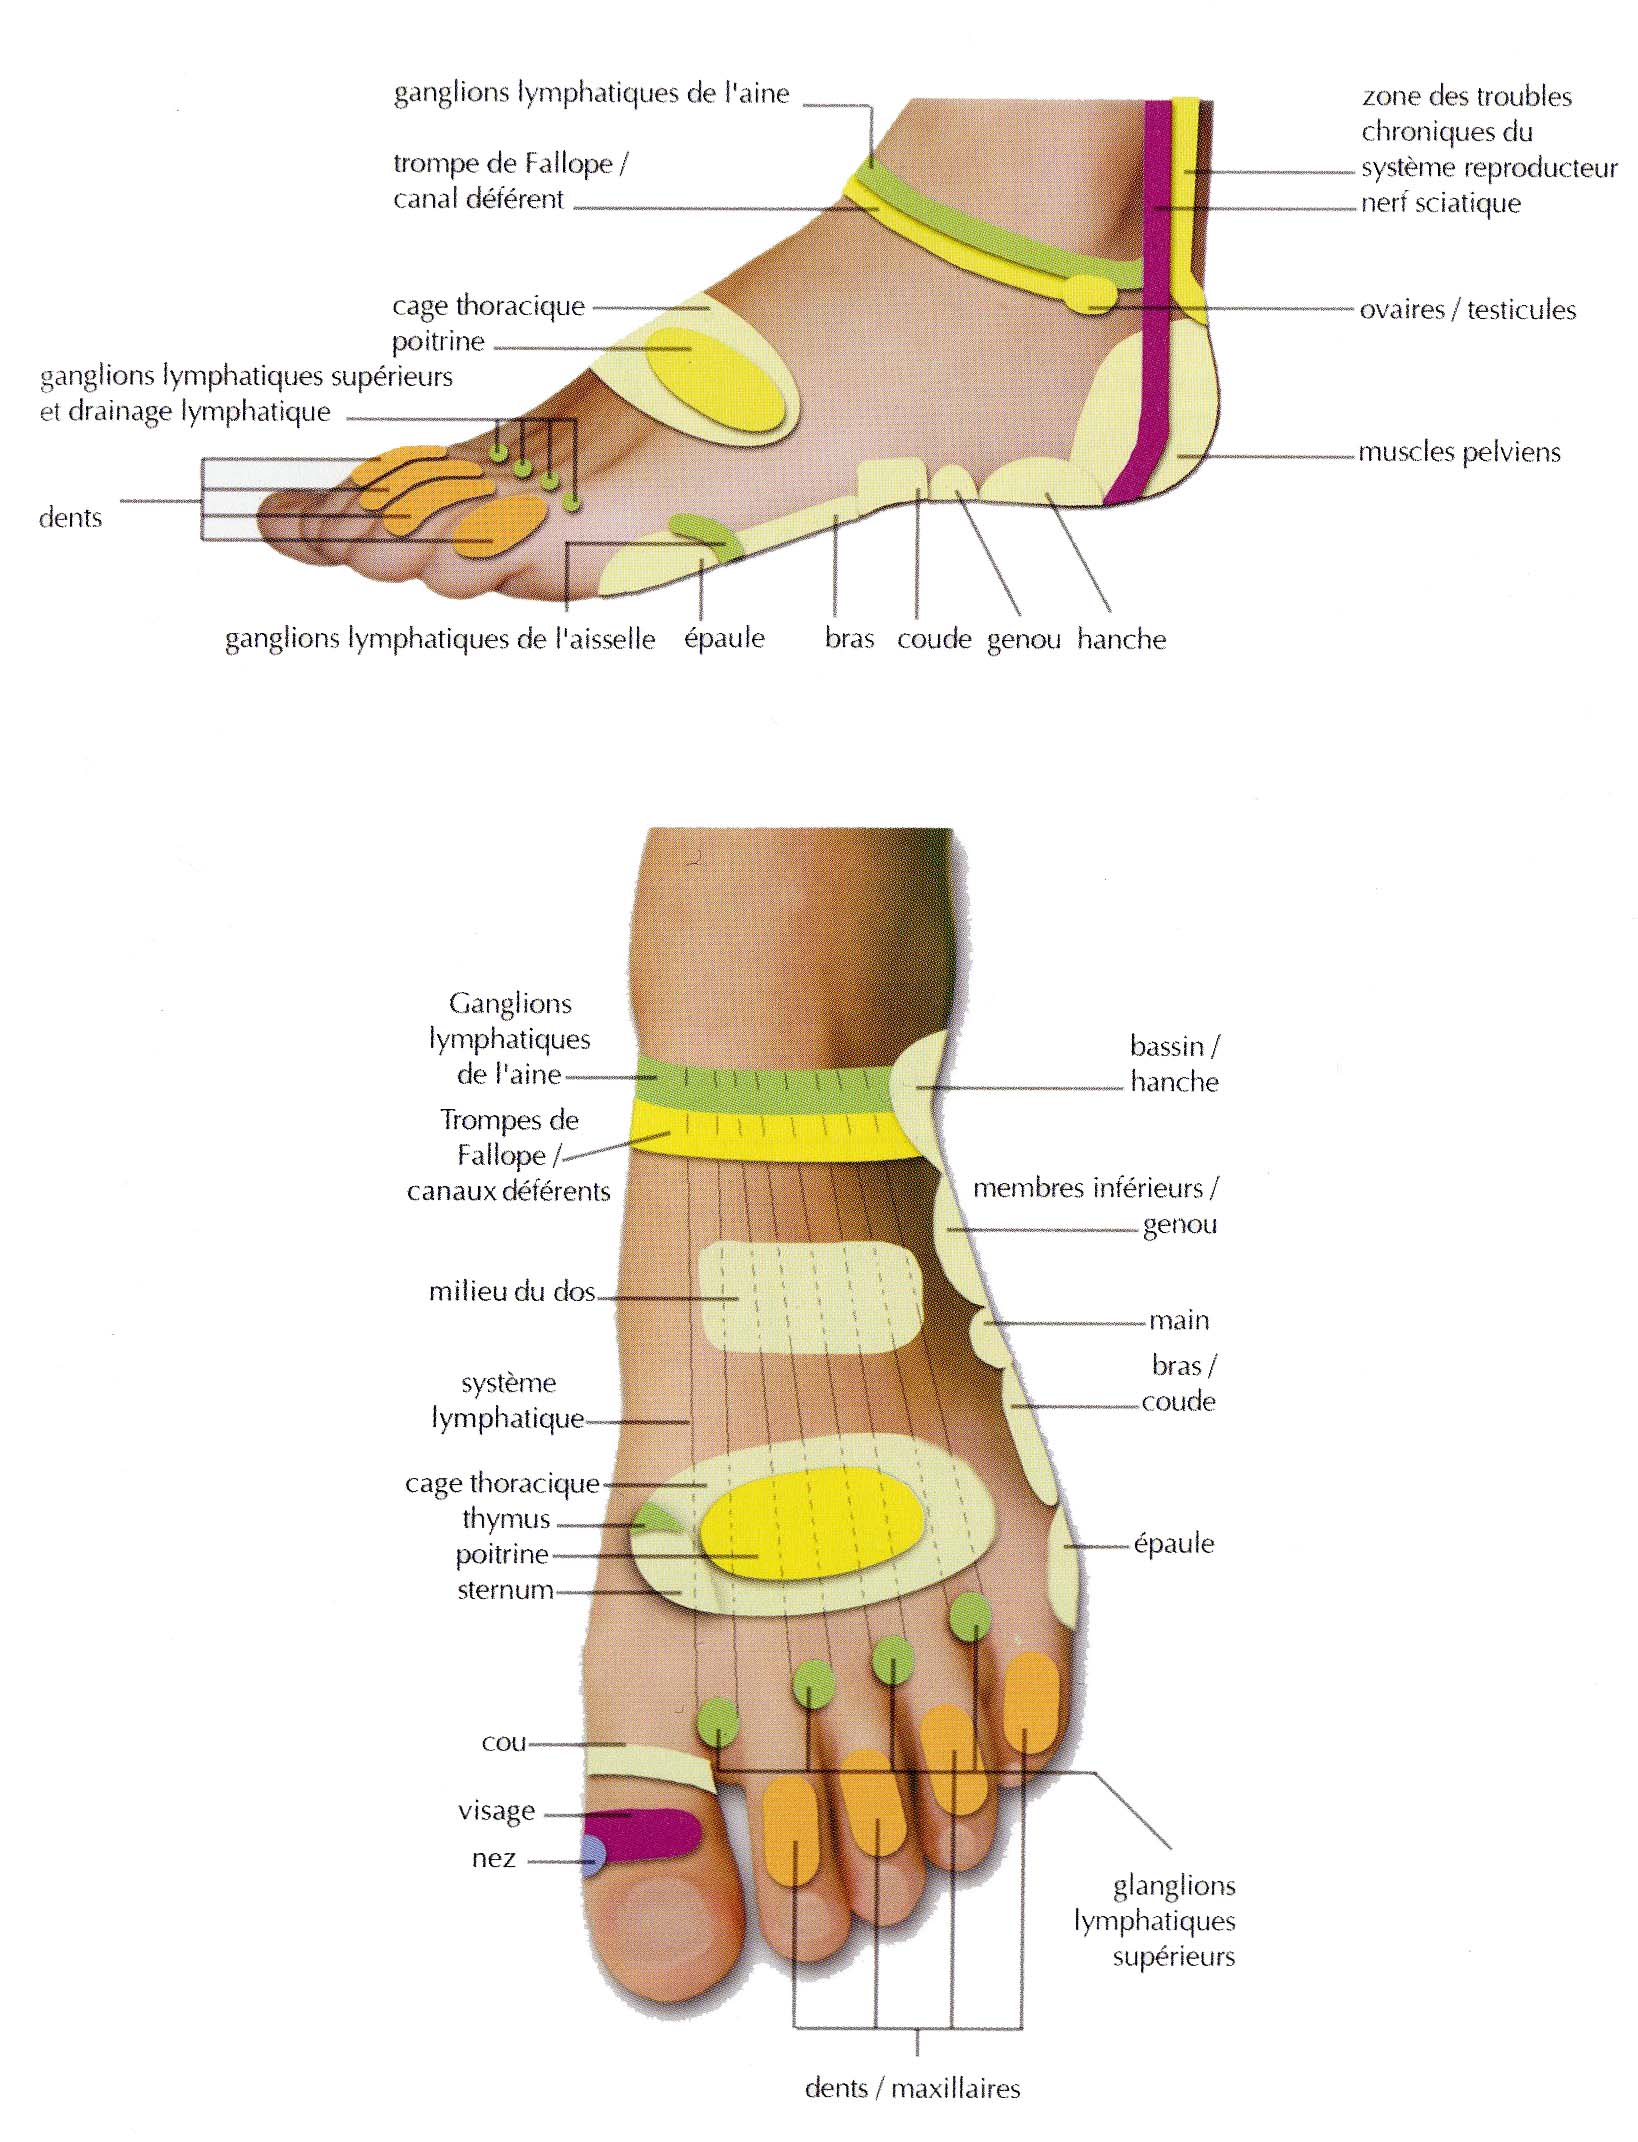 ganglions lymphatiques de l'aine
trompe de Fallope /
canal déférent
zone des troubles
chroniques du
système reproducteur
nerf sciatique
cage thoracique
poitrine
ovaires / testicules
ganglions lymphatiques supérieurs
et drainage lymphatique
muscles pelviens
dents
ganglions lymphatiques de l'aisselle
épaule
bras
coude
genou
hanche
Ganglions
lymphatiques
de l'aine
Trompes de
Fallope /
canaux déférents
bassin /
hanche
membres inférieurs /
genou
milieu du dos
main
bras /
coude
système
lymphatique
cage thoracique
thymus
poitrine
sternum
épaule
cou
visage
nez
glanglions
lymphatiques
supérieurs
dents / maxillaires